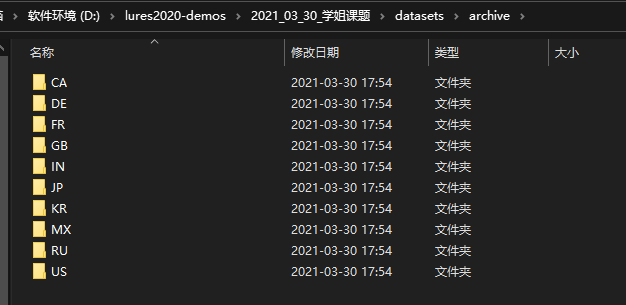 软件环境 (D:) › lures2020-demos › 2021_03_30_学姐课题 › datasets › archive ›
名称 修改日期 类型 大小
CA 2021-03-30 17:54 文件夹
DE 2021-03-30 17:54 文件夹
FR 2021-03-30 17:54 文件夹
GB 2021-03-30 17:54 文件夹
IN 2021-03-30 17:54 文件夹
JP 2021-03-30 17:54 文件夹
KR 2021-03-30 17:54 文件夹
MX 2021-03-30 17:54 文件夹
RU 2021-03-30 17:54 文件夹
US 2021-03-30 17:54 文件夹